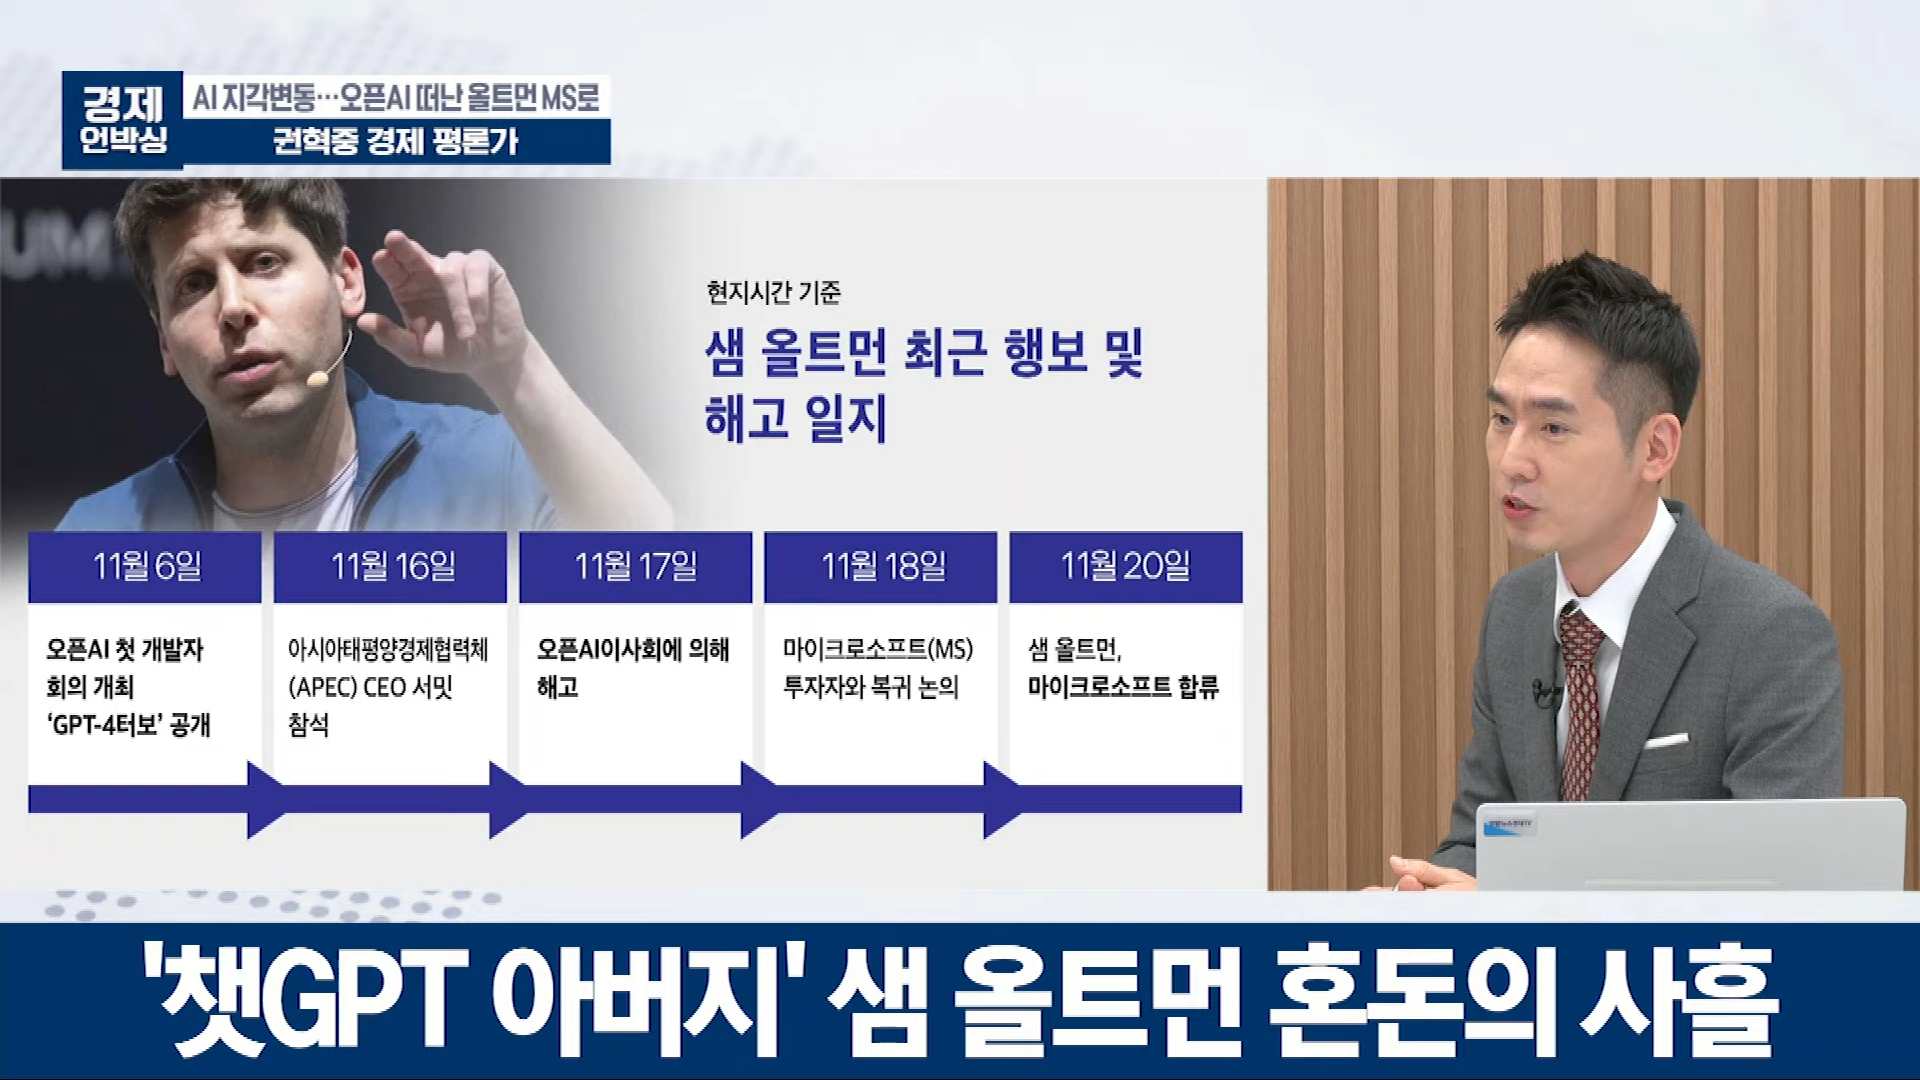 경제
언박싱
AI 지각변동…오픈AI 떠난 올트먼 MS로
권혁중 경제 평론가
UM
현지시간 기준
샘 올트먼 최근 행보 및
해고 일지
11월 6일
오픈AI 첫 개발자
회의 개최
‘GPT-4터보’ 공개
11월 16일
아시아태평양경제협력체
(APEC) CEO 서밋
참석
11월 17일
오픈AI이사회에 의해
해고
11월 18일
마이크로소프트(MS)
투자자와 복귀 논의
11월 20일
샘 올트먼,
마이크로소프트 합류
'챗GPT 아버지' 샘 올트먼 혼돈의 사흘